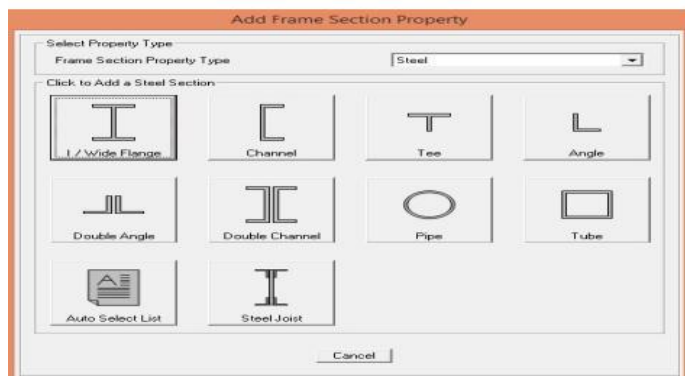 Add Frame Section Property
Select Property Type
Frame Section Property Type
Steel
Click to Add a Steel Section
I / Wide Flange
Channel
Tee
Angle
Double Angle
Double Channel
Pipe
Tube
Auto Select List
Steel Joist
Cancel